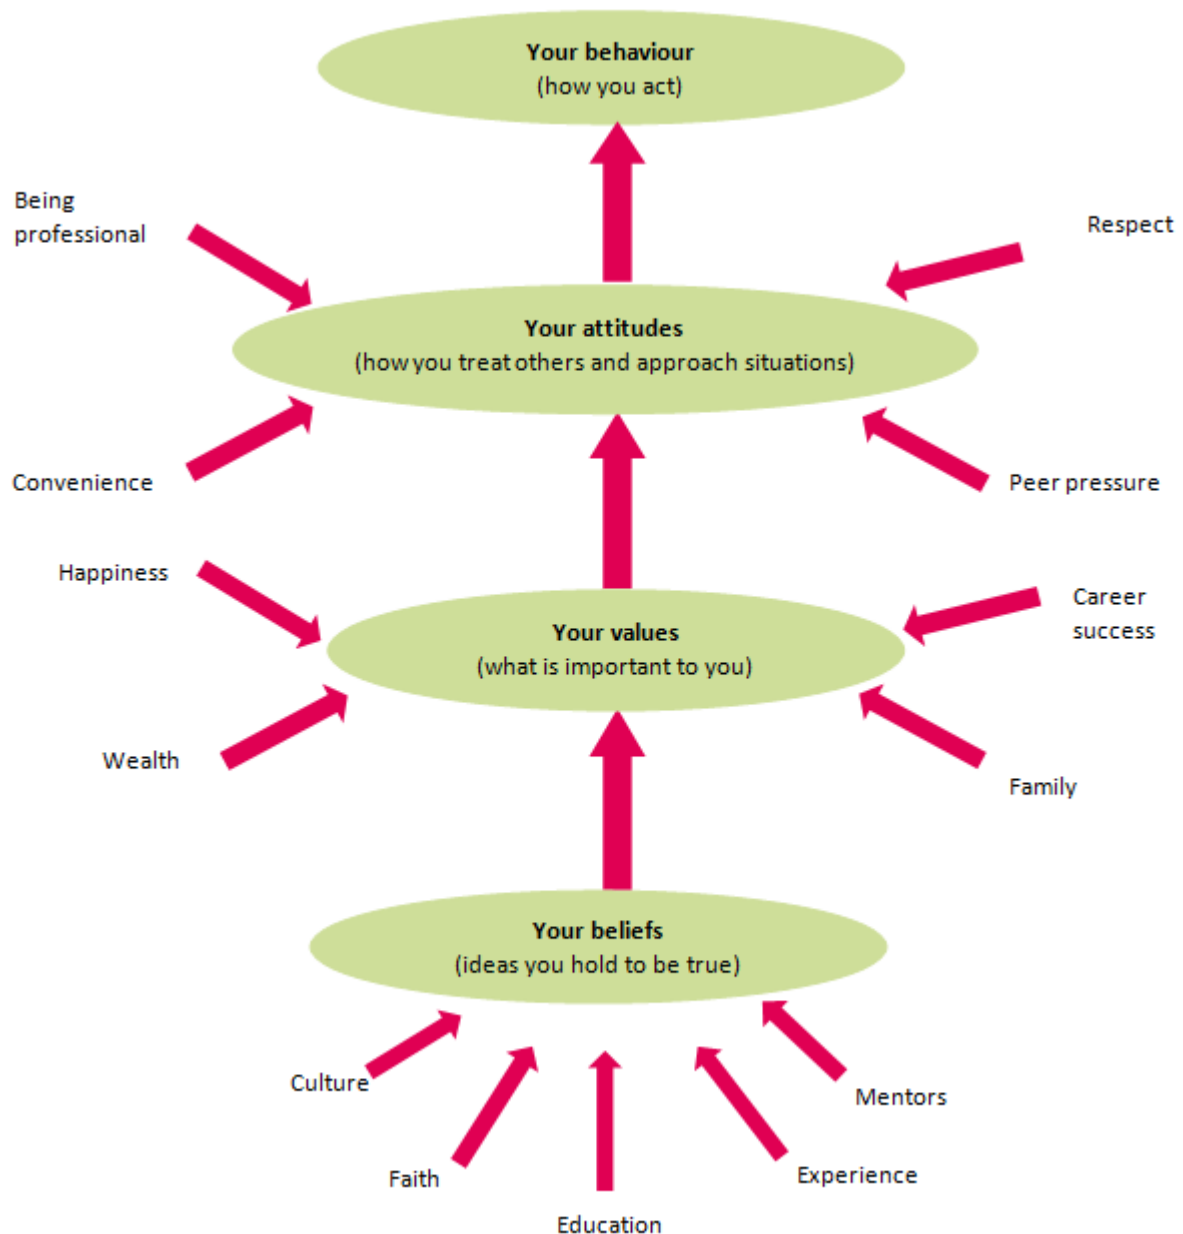 Your behaviour
(how you act)
Being
professional
Respect
Your attitudes
(how you treat others and approach situations)
Convenience
Peer pressure
Happiness
Career
success
Your values
(what is important to you)
Wealth
Family
Your beliefs
(ideas you hold to be true)
Culture
Mentors
Faith
Experience
Education